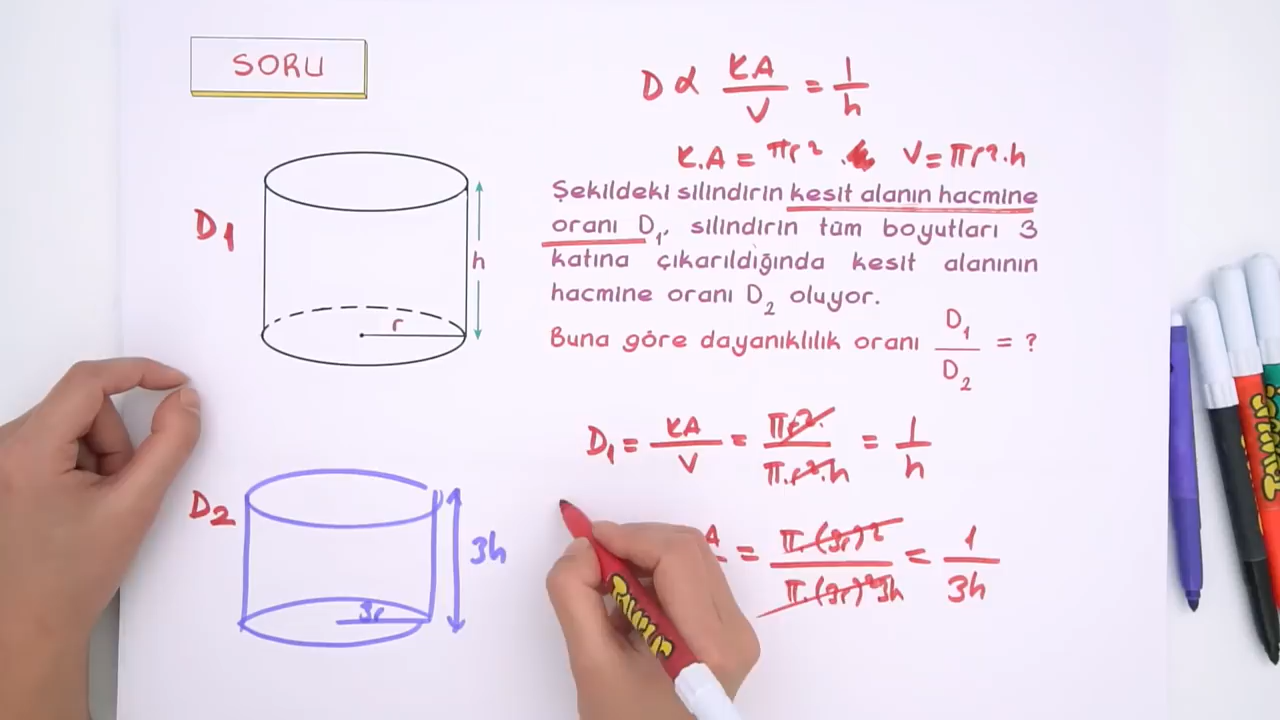 SORU
D ∝ KA/V = 1/h
K.A = πr² . V = πr².h
Şekildeki silindirin kesit alanın hacmine
oranı D₁, silindirin tüm boyutları 3
katına çıkarıldığında kesit alanının
hacmine oranı D₂ oluyor.
Buna göre dayanıklılık oranı D₁/D₂ = ?
D₁
h
r
D₁ = KA/V = π.r²/π.r².h = 1/h
D2
3h
3r
A = π.(3r)²/π.(3r)².3h = 1/3h